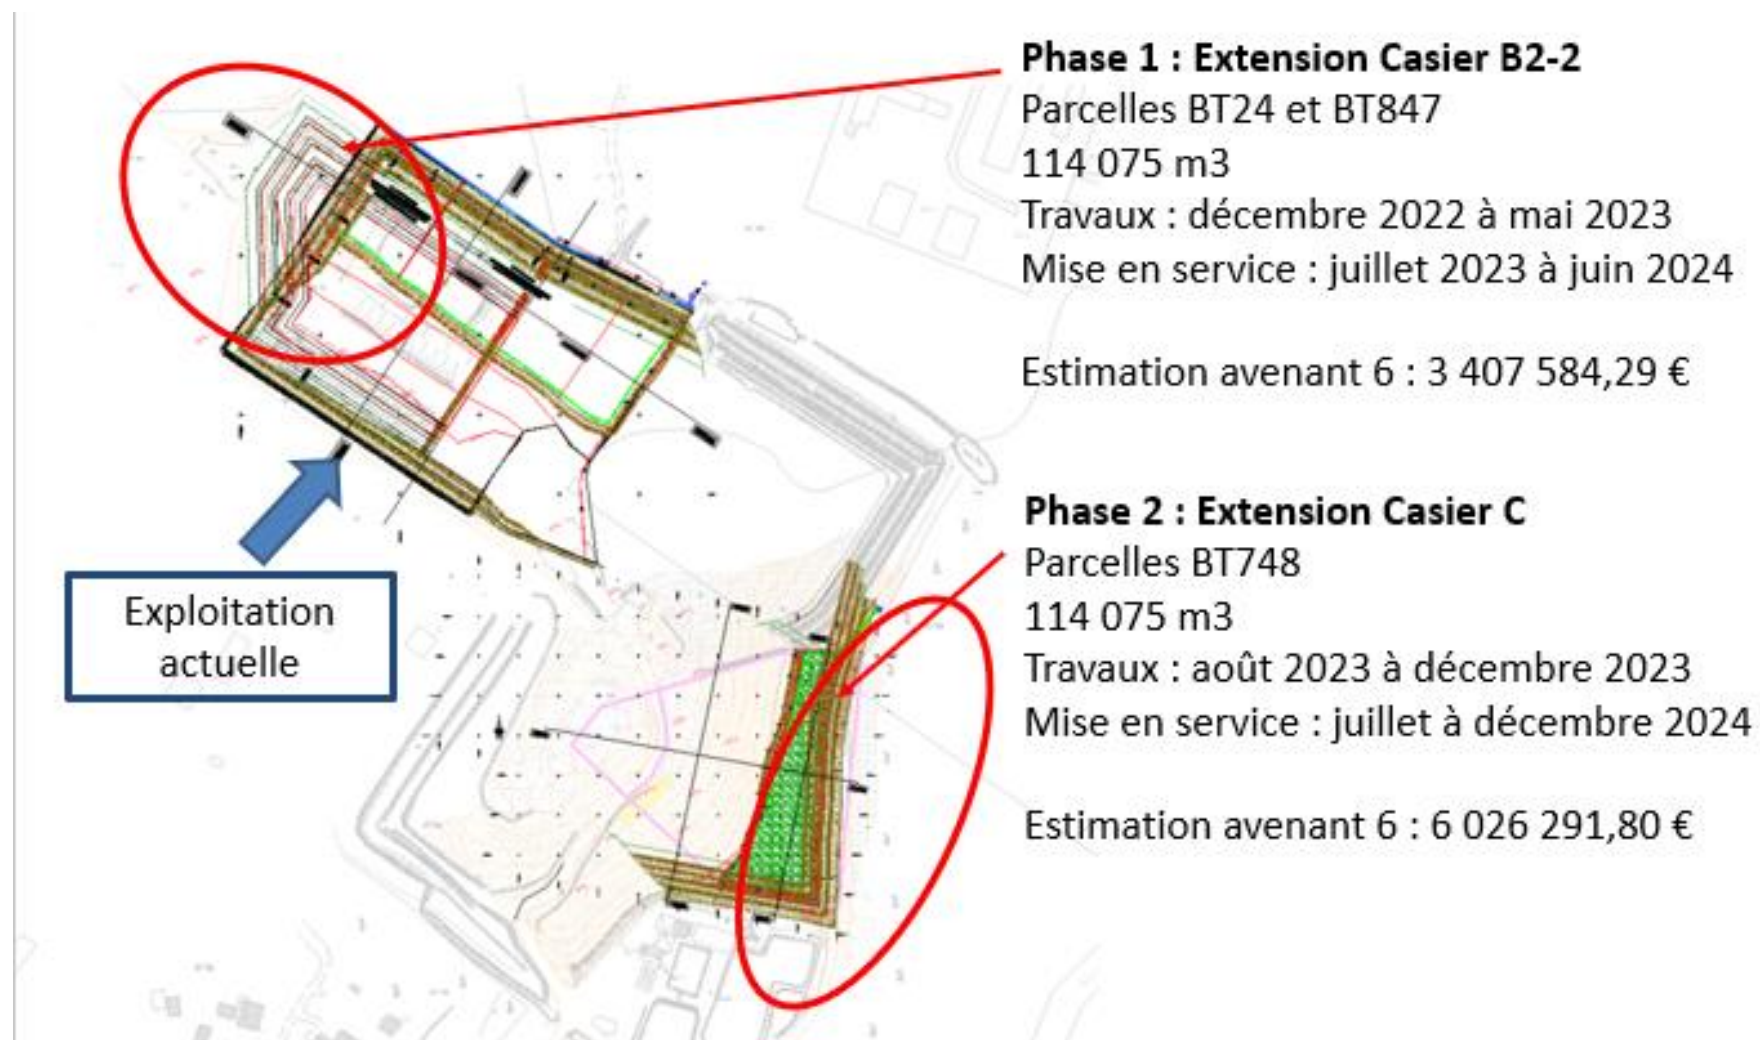 Phase 1 : Extension Casier B2-2
Parcelles BT24 et BT847
114 075 m3
Travaux : décembre 2022 à mai 2023
Mise en service : juillet 2023 à juin 2024
Estimation avenant 6 : 3 407 584,29 €
Phase 2 : Extension Casier C
Parcelles BT748
114 075 m3
Travaux : août 2023 à décembre 2023
Mise en service : juillet à décembre 2024
Estimation avenant 6 : 6 026 291,80 €
Exploitation
actuelle